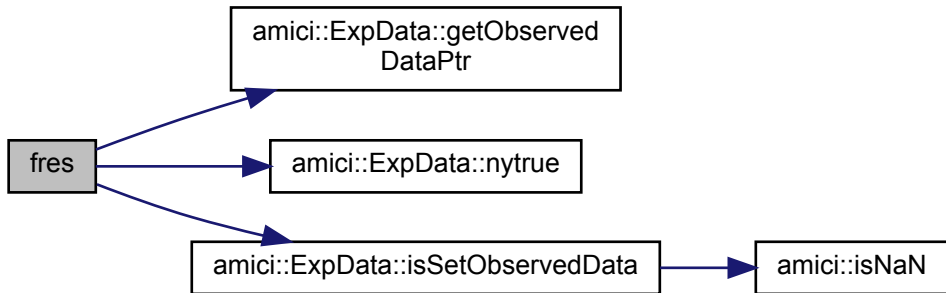 amici::ExpData::getObserved
DataPtr
fres
amici::ExpData::nytrue
amici::ExpData::isSetObservedData
amici::isNaN